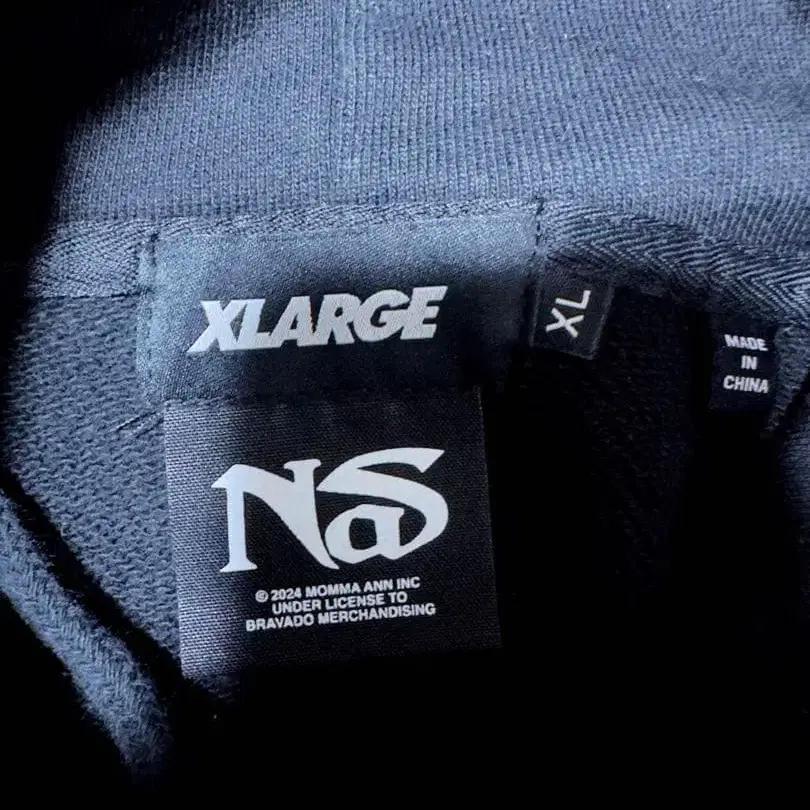 XLARGE
XL
MADE
IN
CHINA
NaS
© 2024 MOMMA ANN INC
UNDER LICENSE TO
BRAVADO MERCHANDISING